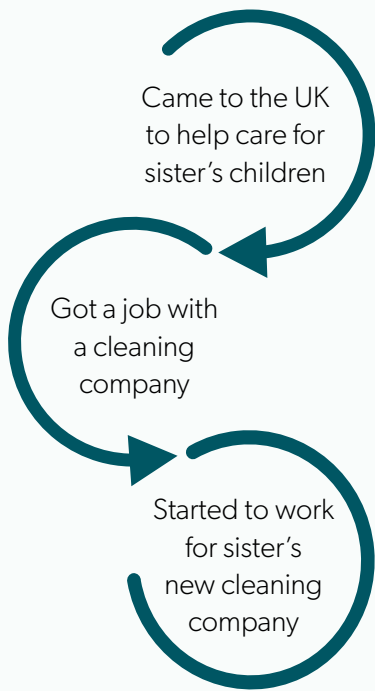 Came to the UK
to help care for
sister’s children
Got a job with
a cleaning
company
Started to work
for sister’s
new cleaning
company